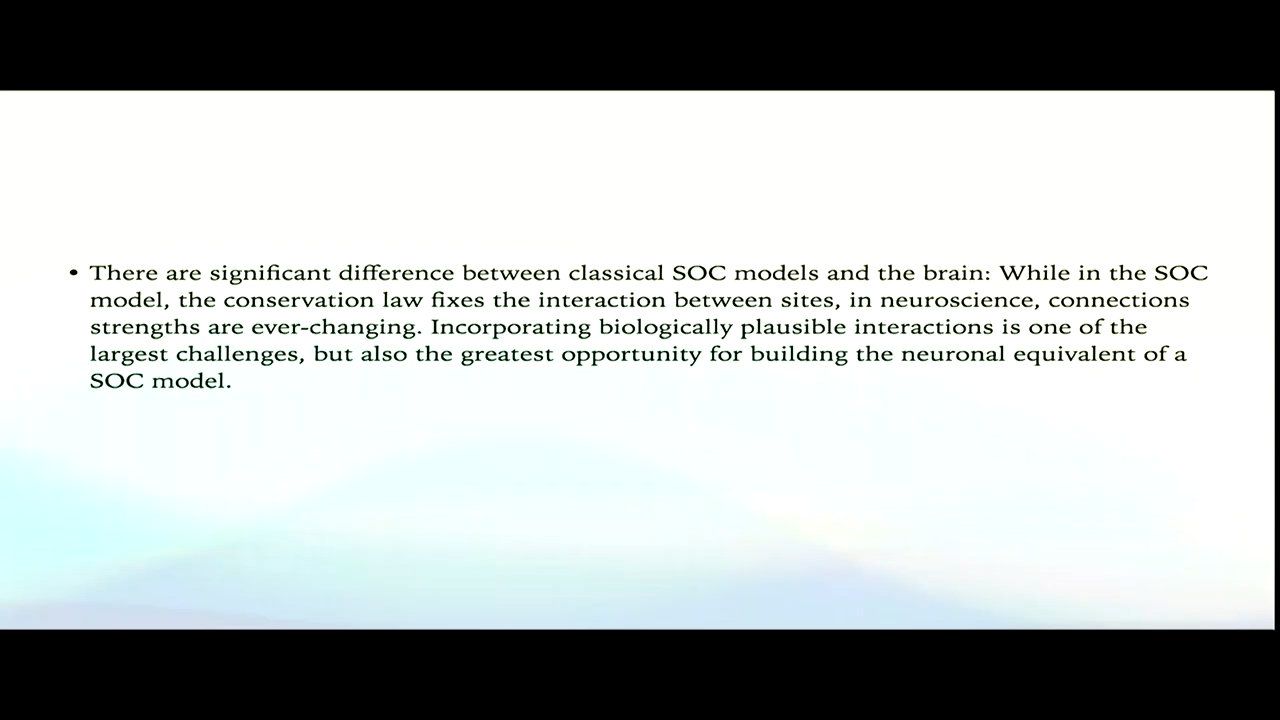 • There are significant difference between classical SOC models and the brain: While in the SOC
model, the conservation law fixes the interaction between sites, in neuroscience, connections
strengths are ever-changing. Incorporating biologically plausible interactions is one of the
largest challenges, but also the greatest opportunity for building the neuronal equivalent of a
SOC model.